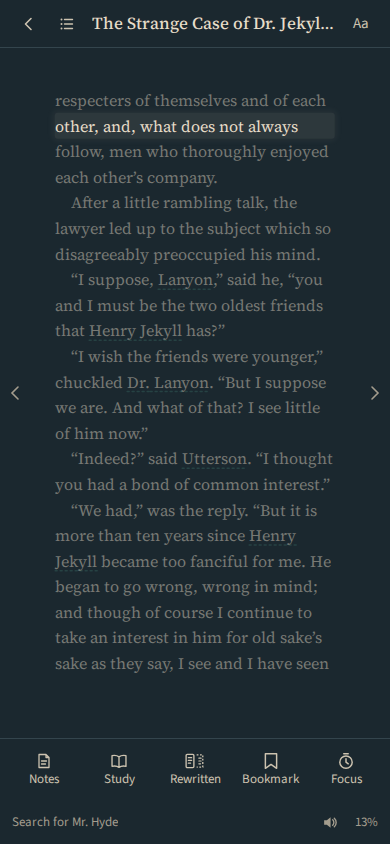 The Strange Case of Dr. Jekyl...
Aa
respecters of themselves and of each
other, and, what does not always
follow, men who thoroughly enjoyed
each other’s company.
After a little rambling talk, the
lawyer led up to the subject which so
disagreeably preoccupied his mind.
“I suppose, Lanyon,” said he, “you
and I must be the two oldest friends
that Henry Jekyll has?”
“I wish the friends were younger,”
chuckled Dr. Lanyon. “But I suppose
we are. And what of that? I see little
of him now.”
“Indeed?” said Utterson. “I thought
you had a bond of common interest.”
“We had,” was the reply. “But it is
more than ten years since Henry
Jekyll became too fanciful for me. He
began to go wrong, wrong in mind;
and though of course I continue to
take an interest in him for old sake’s
sake as they say, I see and I have seen
Notes
Study
Rewritten
Bookmark
Focus
Search for Mr. Hyde
13%